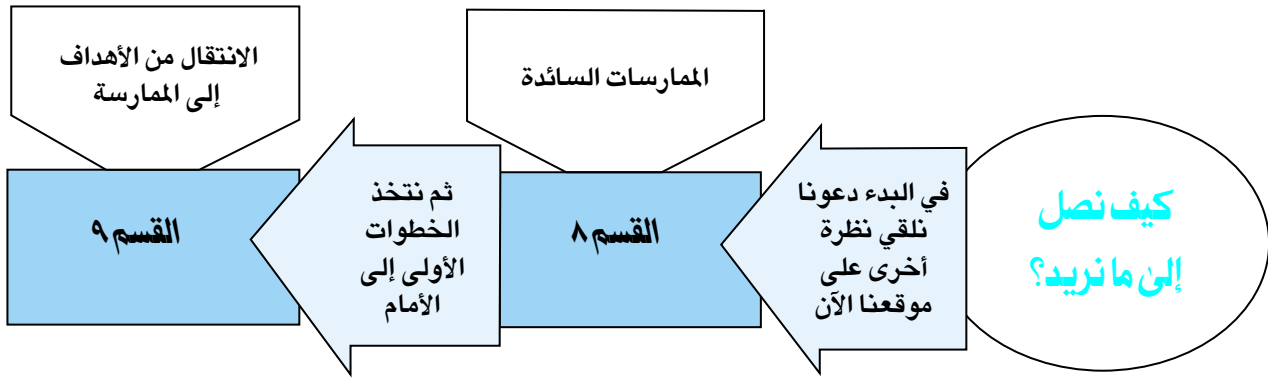 كيف نصل
إلى ما نريد؟
في البدء دعونا
نلقي نظرة
أخرى على
موقعنا الآن
الممارسات السائدة
القسم ٨
ثم نتخذ
الخطوات
الأولى إلى
الأمام
الانتقال من الأهداف
إلى الممارسة
القسم ٩